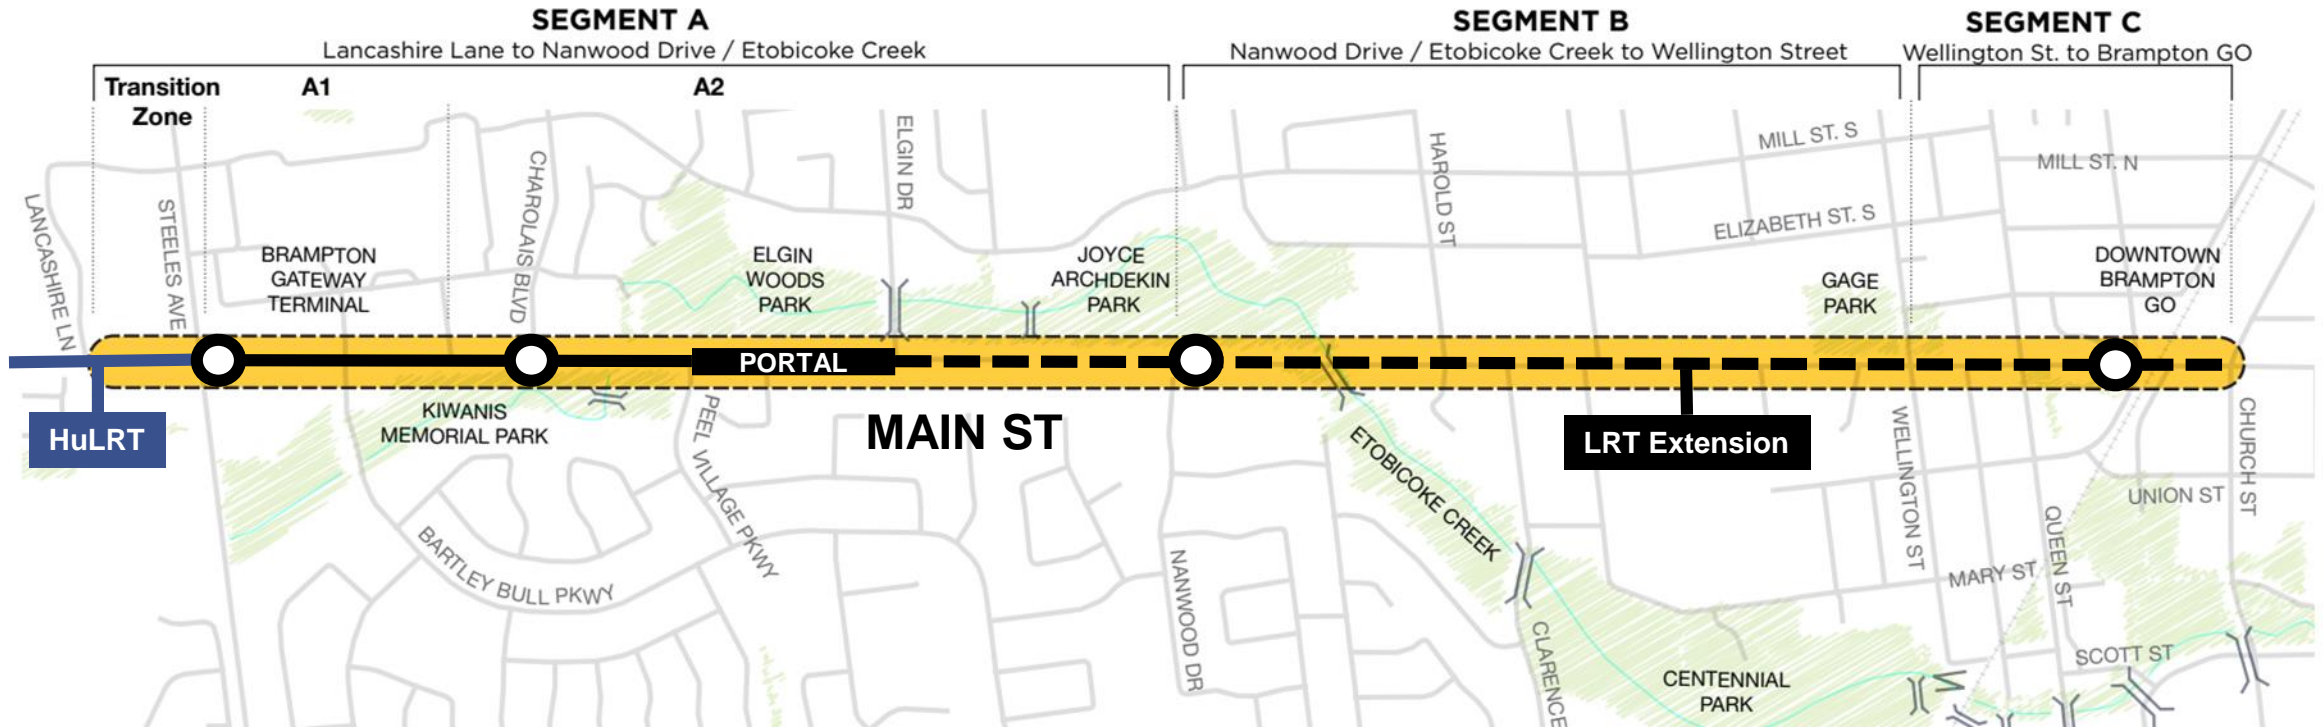 SEGMENT A
Lancashire Lane to Nanwood Drive / Etobicoke Creek
SEGMENT B
Nanwood Drive / Etobicoke Creek to Wellington Street
SEGMENT C
Wellington St. to Brampton GO
Transition
Zone
A1
A2
LANCASHIRE LN
STEELES AVE
BRAMPTON
GATEWAY
TERMINAL
CHAROLAIS BLVD
ELGIN
WOODS
PARK
ELGIN DR
JOYCE
ARCHDEKIN
PARK
HAROLD ST
MILL ST. S
ELIZABETH ST. S
GAGE
PARK
MILL ST. N
DOWNTOWN
BRAMPTON
GO
PORTAL
HuLRT
KIWANIS
MEMORIAL PARK
MAIN ST
LRT Extension
PEEL VILLAGE PKWY
BARTLEY BULL PKWY
NANWOOD DR
ETOBICOKE CREEK
CLARENCE
CENTENNIAL
PARK
WELLINGTON ST
MARY ST
QUEEN ST
UNION ST
CHURCH ST
SCOTT ST